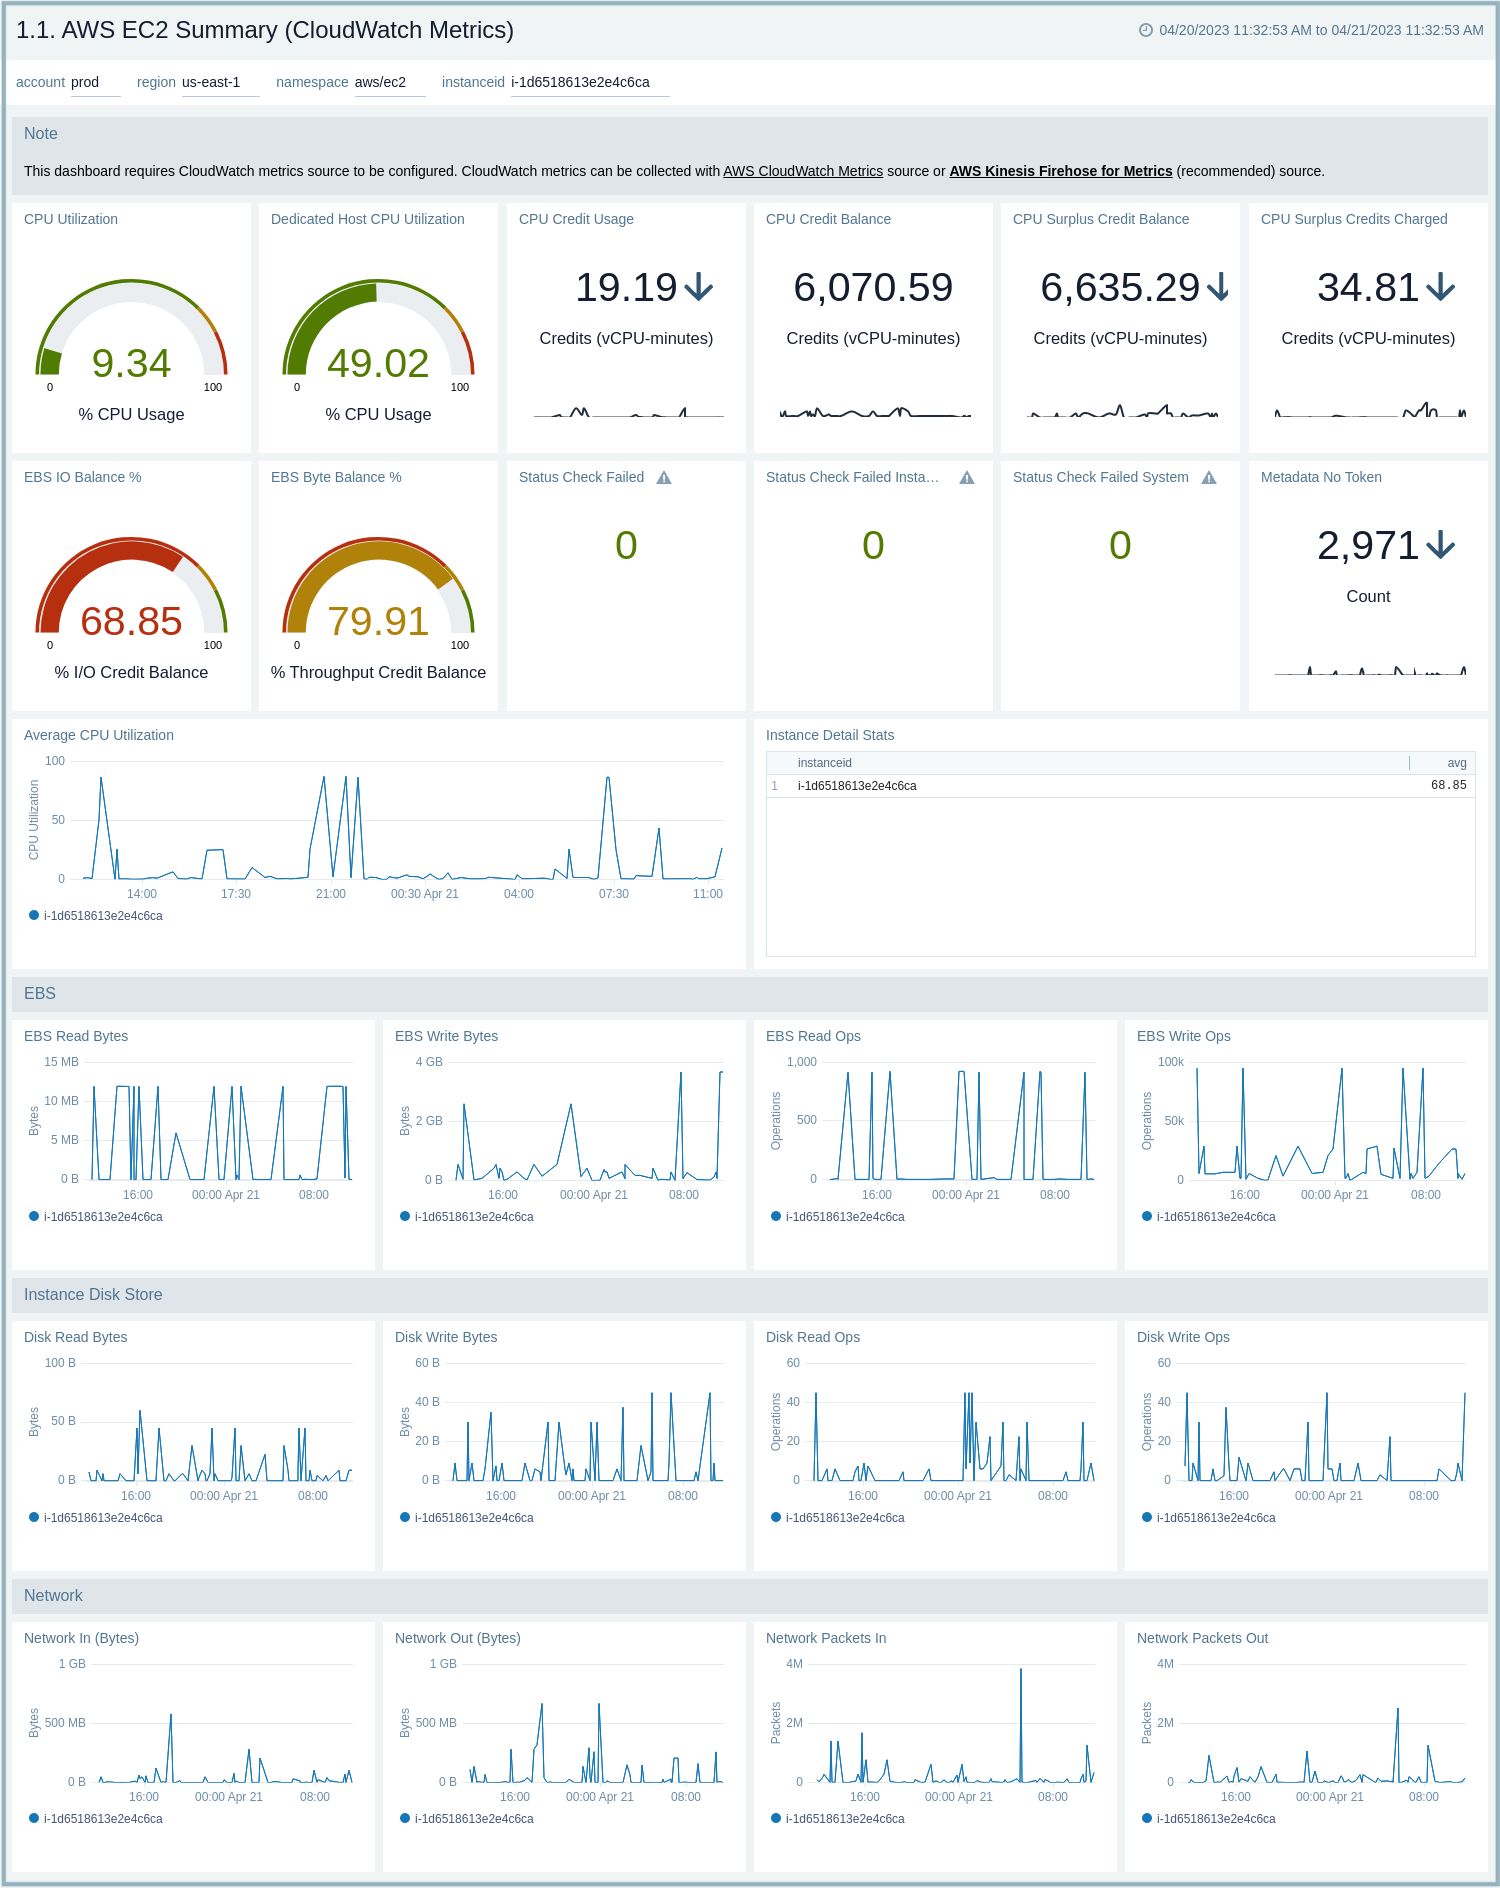 1.1. AWS EC2 Summary (CloudWatch Metrics)
04/20/2023 11:32:53 AM to 04/21/2023 11:32:53 AM
account prod region us-east-1 namespace aws/ec2 instanceid i-1d6518613e2e4c6ca
Note
This dashboard requires CloudWatch metrics source to be configured. CloudWatch metrics can be collected with AWS CloudWatch Metrics source or AWS Kinesis Firehose for Metrics (recommended) source.
CPU Utilization
9.34
0 100
% CPU Usage
Dedicated Host CPU Utilization
49.02
0 100
% CPU Usage
CPU Credit Usage
19.19
Credits (vCPU-minutes)
CPU Credit Balance
6,070.59
Credits (vCPU-minutes)
CPU Surplus Credit Balance
6,635.29
Credits (vCPU-minutes)
CPU Surplus Credits Charged
34.81
Credits (vCPU-minutes)
EBS IO Balance %
68.85
0 100
% I/O Credit Balance
EBS Byte Balance %
79.91
0 100
% Throughput Credit Balance
Status Check Failed
0
Status Check Failed Insta…
0
Status Check Failed System
0
Metadata No Token
2,971
Count
Average CPU Utilization
CPU Utilization
100
50
0
14:00 17:30 21:00 00:30 Apr 21 04:00 07:30 11:00
i-1d6518613e2e4c6ca
Instance Detail Stats
instanceid avg
1 i-1d6518613e2e4c6ca 68.85
EBS
EBS Read Bytes
Bytes
15 MB
10 MB
5 MB
0 B
16:00 00:00 Apr 21 08:00
i-1d6518613e2e4c6ca
EBS Write Bytes
Bytes
4 GB
2 GB
0 B
16:00 00:00 Apr 21 08:00
i-1d6518613e2e4c6ca
EBS Read Ops
Operations
1,000
500
0
16:00 00:00 Apr 21 08:00
i-1d6518613e2e4c6ca
EBS Write Ops
Operations
100k
50k
0
16:00 00:00 Apr 21 08:00
i-1d6518613e2e4c6ca
Instance Disk Store
Disk Read Bytes
Bytes
100 B
50 B
0 B
16:00 00:00 Apr 21 08:00
i-1d6518613e2e4c6ca
Disk Write Bytes
Bytes
60 B
40 B
20 B
0 B
16:00 00:00 Apr 21 08:00
i-1d6518613e2e4c6ca
Disk Read Ops
Operations
60
40
20
0
16:00 00:00 Apr 21 08:00
i-1d6518613e2e4c6ca
Disk Write Ops
Operations
60
40
20
0
16:00 00:00 Apr 21 08:00
i-1d6518613e2e4c6ca
Network
Network In (Bytes)
Bytes
1 GB
500 MB
0 B
16:00 00:00 Apr 21 08:00
i-1d6518613e2e4c6ca
Network Out (Bytes)
Bytes
1 GB
500 MB
0 B
16:00 00:00 Apr 21 08:00
i-1d6518613e2e4c6ca
Network Packets In
Packets
4M
2M
0
16:00 00:00 Apr 21 08:00
i-1d6518613e2e4c6ca
Network Packets Out
Packets
4M
2M
0
16:00 00:00 Apr 21 08:00
i-1d6518613e2e4c6ca